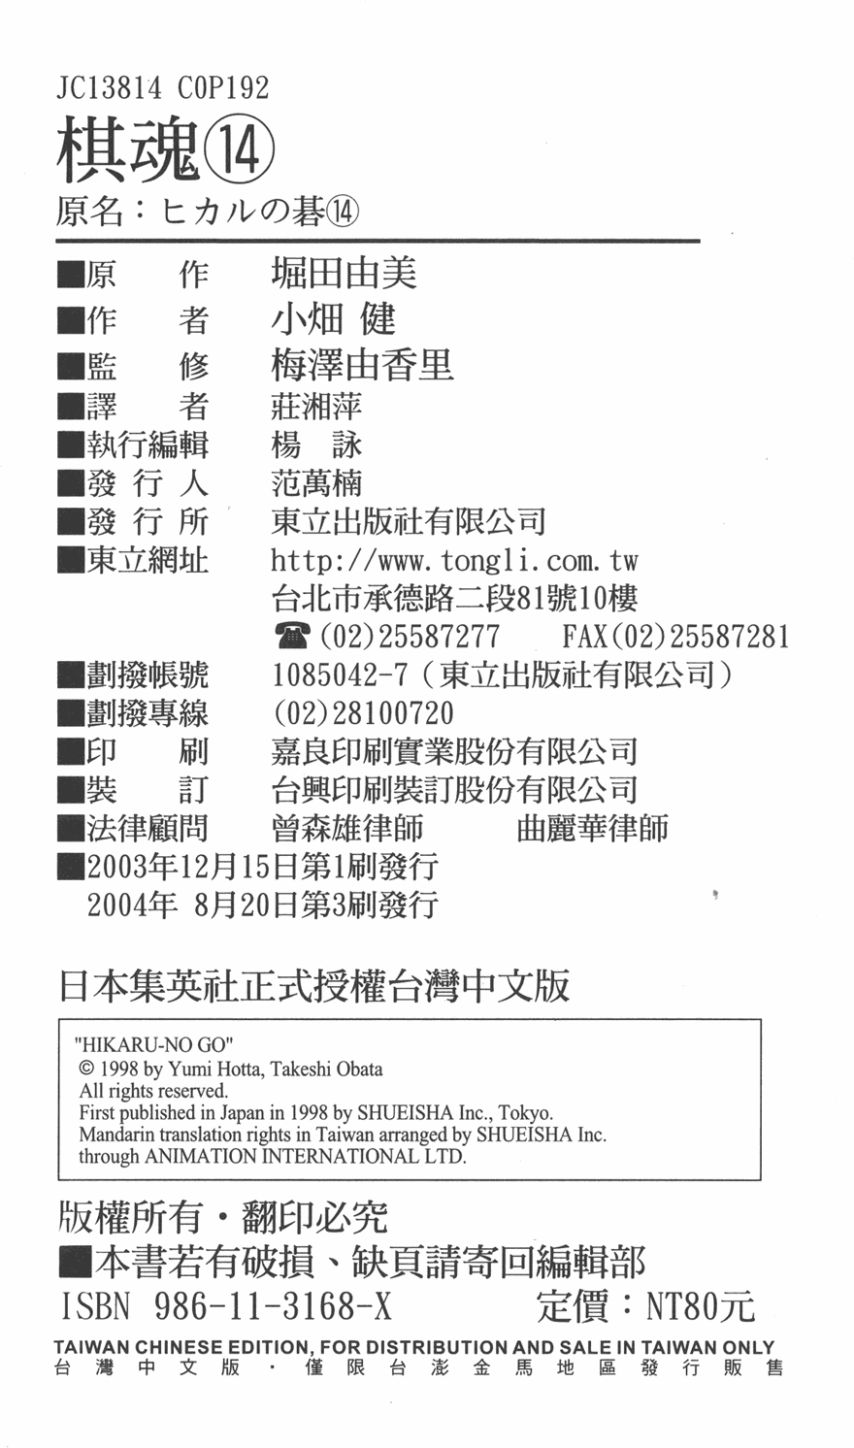 JC13814 C0P192
棋魂⑭
原名：ヒカルの碁⑭
■原　　作　堀田由美
■作　　者　小畑 健
■監　　修　梅澤由香里
■譯　　者　莊湘萍
■執行編輯　楊　詠
■發 行 人　范萬楠
■發 行 所　東立出版社有限公司
■東立網址　http://www.tongli.com.tw
台北市承德路二段81號10樓
☎(02)25587277　FAX(02)25587281
■劃撥帳號　1085042-7（東立出版社有限公司）
■劃撥專線　(02)28100720
■印　　刷　嘉良印刷實業股份有限公司
■裝　　訂　台興印刷裝訂股份有限公司
■法律顧問　曾森雄律師　　曲麗華律師
■2003年12月15日第1刷發行
2004年 8月20日第3刷發行
日本集英社正式授權台灣中文版
"HIKARU-NO GO"
© 1998 by Yumi Hotta, Takeshi Obata
All rights reserved.
First published in Japan in 1998 by SHUEISHA Inc., Tokyo.
Mandarin translation rights in Taiwan arranged by SHUEISHA Inc.
through ANIMATION INTERNATIONAL LTD.
版權所有・翻印必究
■本書若有破損、缺頁請寄回編輯部
ISBN 986-11-3168-X　　定價：NT80元
TAIWAN CHINESE EDITION, FOR DISTRIBUTION AND SALE IN TAIWAN ONLY
台灣中文版・僅限台澎金馬地區發行販售